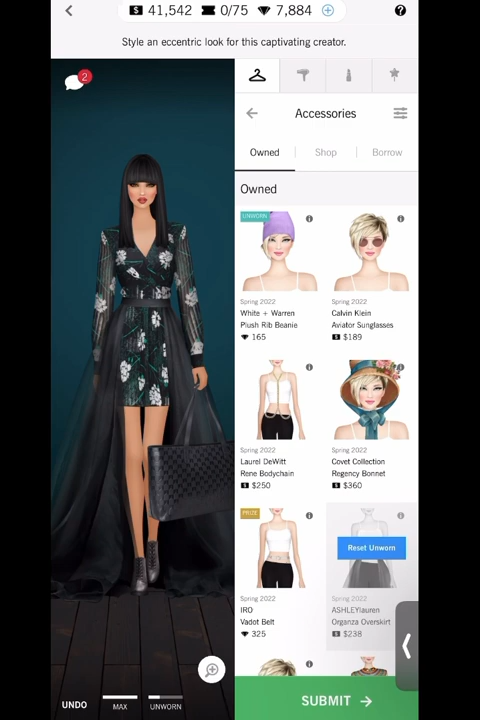 41,542 0/75 7,884
?
Style an eccentric look for this captivating creator.
2
Accessories
Owned Shop Borrow
Owned
UNWORN
Spring 2022
White + Warren
Plush Rib Beanie
165
Spring 2022
Calvin Klein
Aviator Sunglasses
$189
Spring 2022
Laurel DeWitt
Rene Bodychain
$250
Spring 2022
Covet Collection
Regency Bonnet
$360
PRIZE
Spring 2022
IRO
Vadot Belt
325
Reset Unworn
Spring 2022
ASHLEYlauren
Organza Overskirt
$238
UNDO MAX UNWORN
SUBMIT